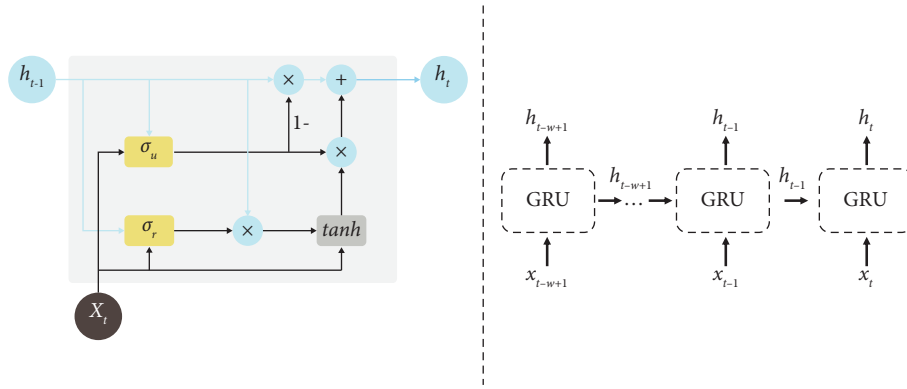 h_{t-1}
×
+
h_t
1-
σ_u
×
σ_r
×
tanh
X_t
h_{t-w+1}
h_{t-1}
h_t
h_{t-w+1}
h_{t-1}
GRU
...
GRU
GRU
x_{t-w+1}
x_{t-1}
x_t